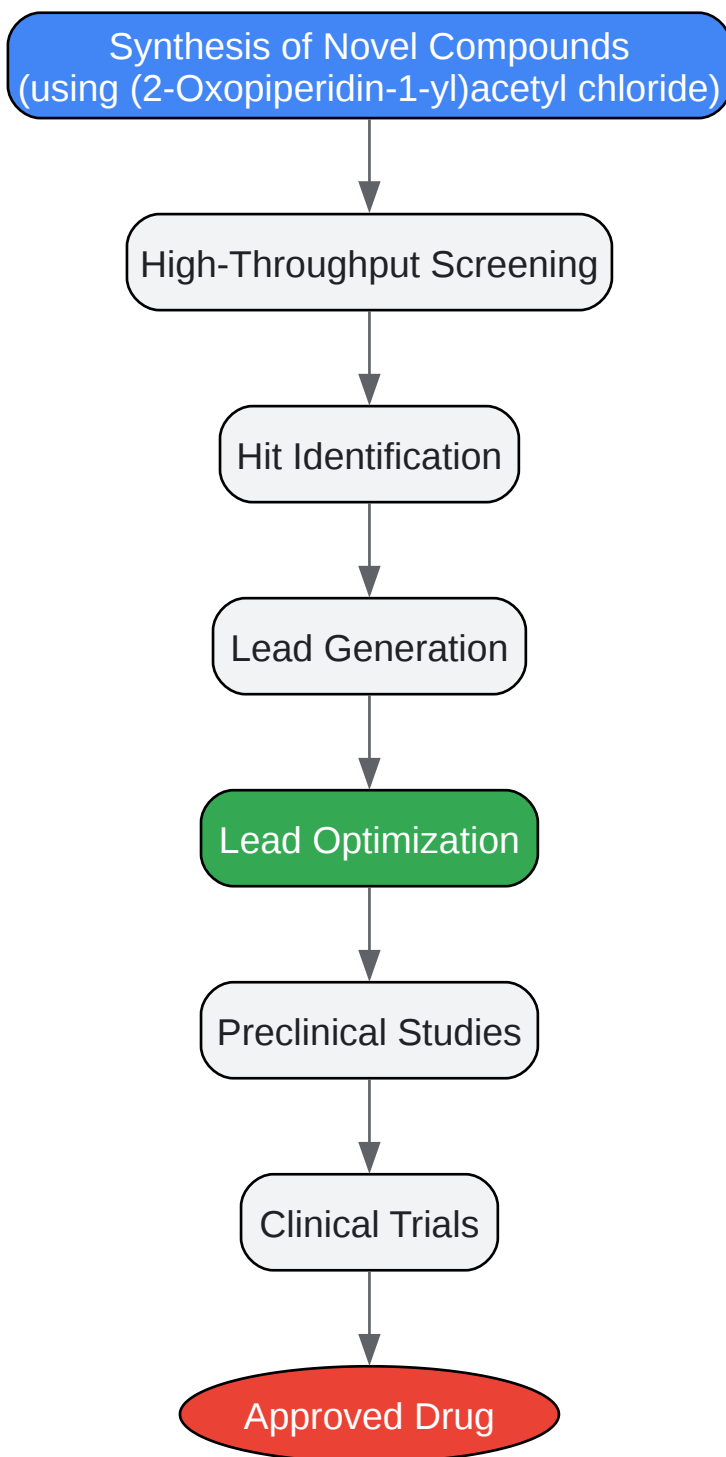 Synthesis of Novel Compounds
(using (2-Oxopiperidin-1-yl)acetyl chloride)
High-Throughput Screening
Hit Identification
Lead Generation
Lead Optimization
Preclinical Studies
Clinical Trials
Approved Drug